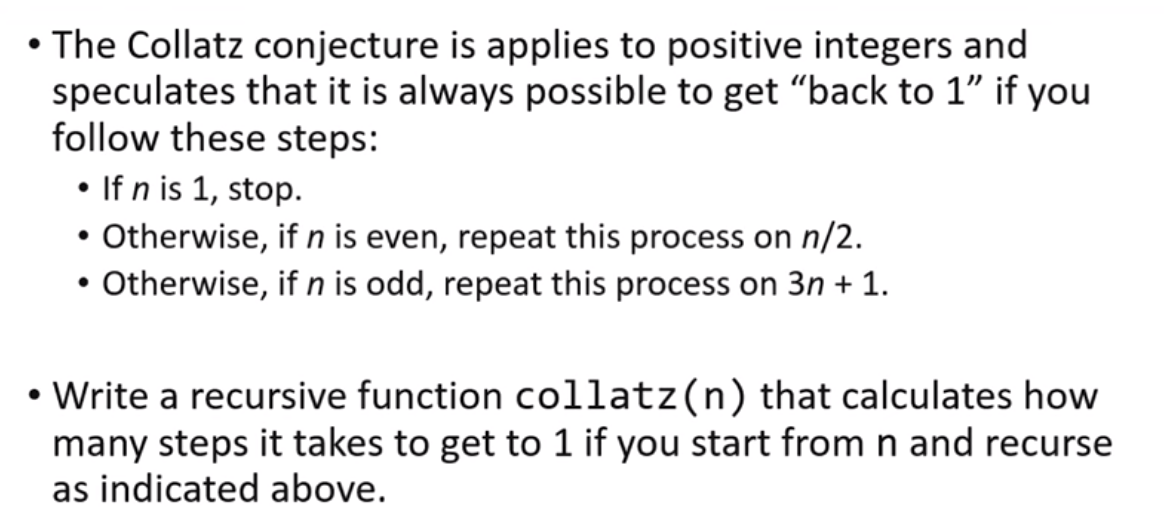 • The Collatz conjecture is applies to positive integers and
speculates that it is always possible to get “back to 1” if you
follow these steps:
• If n is 1, stop.
• Otherwise, if n is even, repeat this process on n/2.
• Otherwise, if n is odd, repeat this process on 3n + 1.
• Write a recursive function collatz(n) that calculates how
many steps it takes to get to 1 if you start from n and recurse
as indicated above.